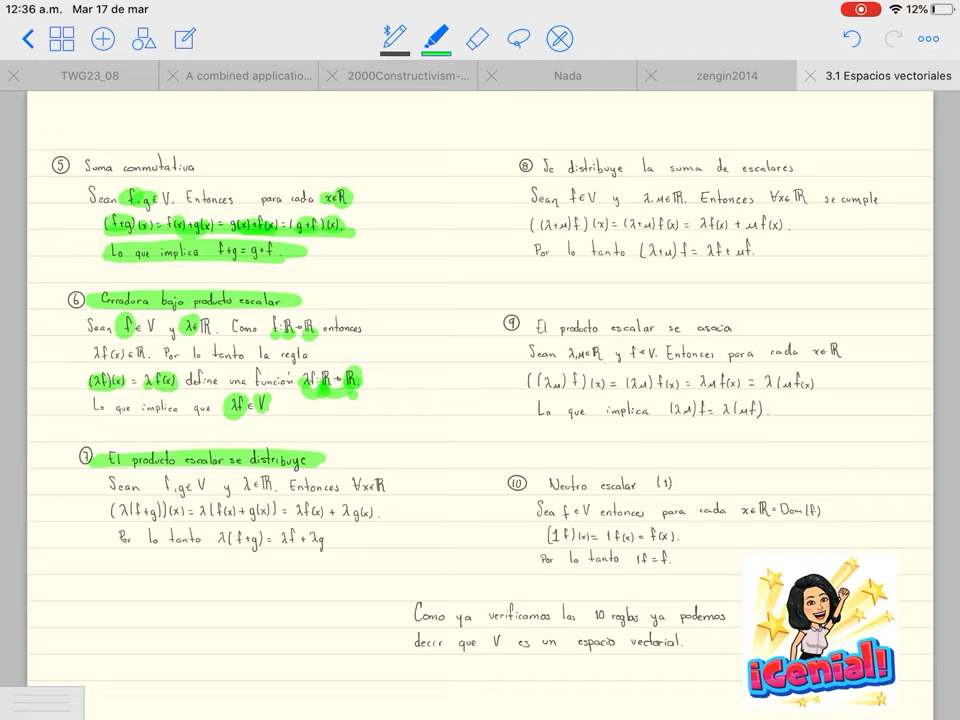 12:36 a.m. Mar 17 de mar
12%
TWG23_08
A combined applicatio...
2000Constructivism-...
Nada
zengin2014
3.1 Espacios vectoriales
⑤ Suma conmutativa
Sean f,g∈V. Entonces para cada x∈ℝ
(f+g)(x)=f(x)+g(x)=g(x)+f(x)=(g+f)(x).
Lo que implica f+g=g+f.
⑥ Cerradura bajo producto escalar
Sean f∈V y λ∈ℝ. Como f:ℝ→ℝ entonces
λf(x)∈ℝ. Por lo tanto la regla
(λf)(x)=λf(x) define una función λf:ℝ→ℝ.
Lo que implica que λf∈V.
⑦ El producto escalar se distribuye
Sean f,g∈V y λ∈ℝ. Entonces ∀x∈ℝ
(λ(f+g))(x)=λ(f(x)+g(x))=λf(x)+λg(x).
Por lo tanto λ(f+g)=λf+λg
⑧ Se distribuye la suma de escalares
Sean f∈V y λ,μ∈ℝ. Entonces ∀x∈ℝ se cumple
((λ+μ)f)(x)=(λ+μ)f(x)=λf(x)+μf(x).
Por lo tanto (λ+μ)f=λf+μf.
⑨ El producto escalar se asocia
Sean λ,μ∈ℝ y f∈V. Entonces para cada x∈ℝ
((λμ)f)(x)=(λμ)f(x)=λμf(x)=λ(μf(x)
Lo que implica (λμ)f=λ(μf).
⑩ Neutro escalar (1)
Sea f∈V entonces para cada x∈ℝ=Dom(f)
(1f)(x)=1f(x)=f(x).
Por lo tanto 1f=f.
Como ya verificamos las 10 reglas ya podemos
decir que V es un espacio vectorial.
¡Genial!